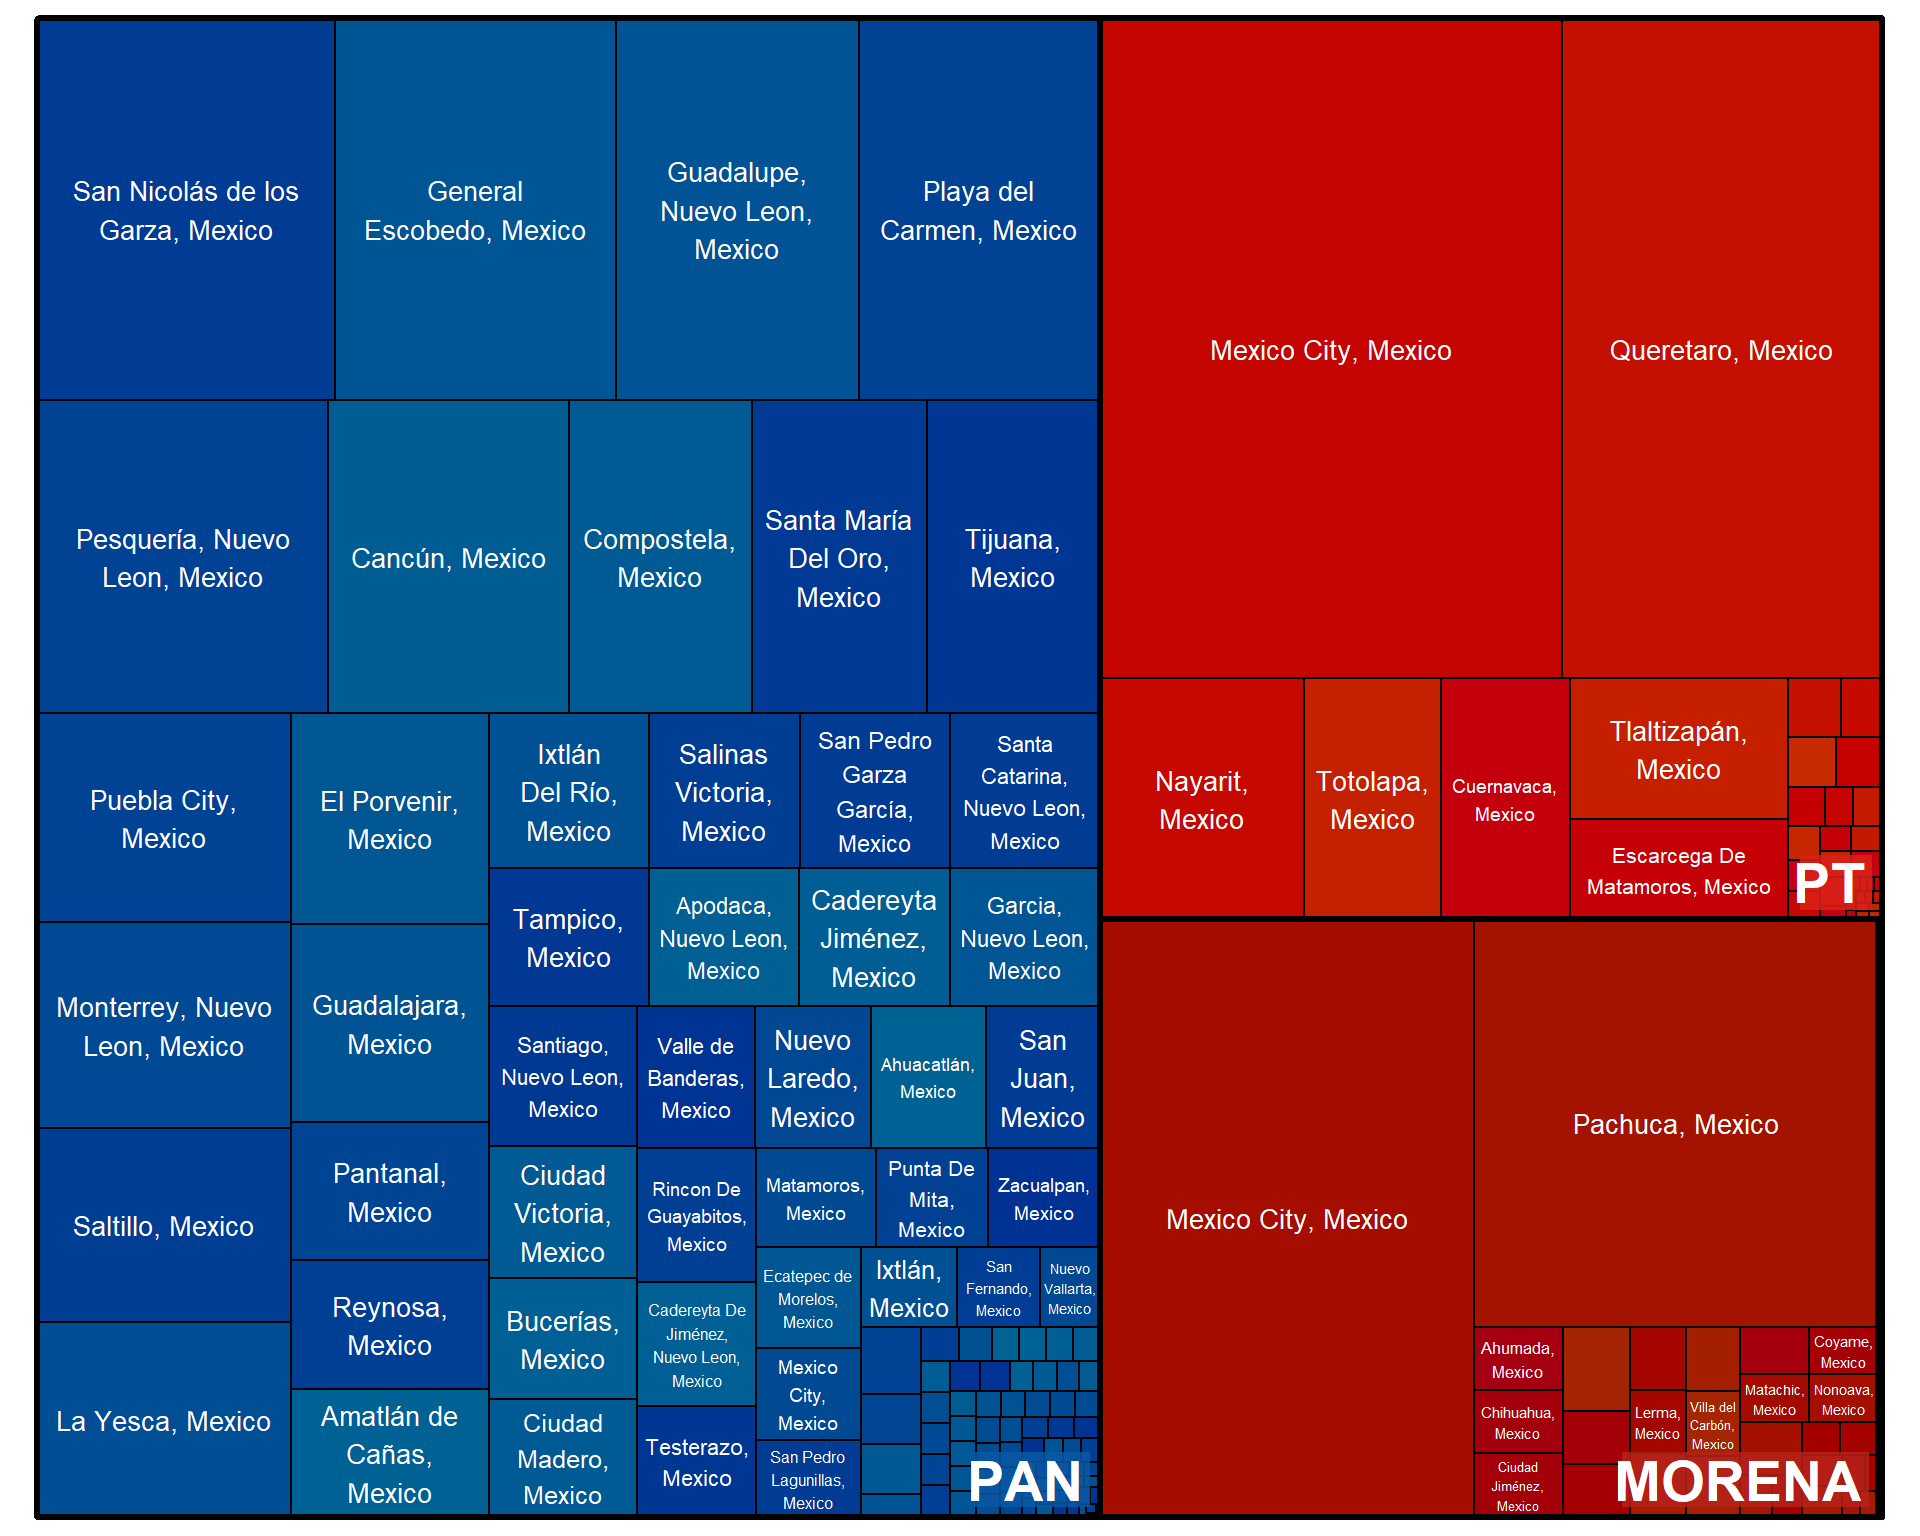 San Nicolás de los
Garza, Mexico
General
Escobedo, Mexico
Guadalupe,
Nuevo Leon,
Mexico
Playa del
Carmen, Mexico
Pesquería, Nuevo
Leon, Mexico
Cancún, Mexico
Compostela,
Mexico
Santa María
Del Oro,
Mexico
Tijuana,
Mexico
Puebla City,
Mexico
Monterrey, Nuevo
Leon, Mexico
Saltillo, Mexico
La Yesca, Mexico
El Porvenir,
Mexico
Guadalajara,
Mexico
Pantanal,
Mexico
Reynosa,
Mexico
Amatlán de
Cañas,
Mexico
Ixtlán
Del Río,
Mexico
Salinas
Victoria,
Mexico
San Pedro
Garza
García,
Mexico
Santa
Catarina,
Nuevo Leon,
Mexico
Tampico,
Mexico
Apodaca,
Nuevo Leon,
Mexico
Cadereyta
Jiménez,
Mexico
Garcia,
Nuevo Leon,
Mexico
Santiago,
Nuevo Leon,
Mexico
Valle de
Banderas,
Mexico
Nuevo
Laredo,
Mexico
Ahuacatlán,
Mexico
San
Juan,
Mexico
Ciudad
Victoria,
Mexico
Bucerías,
Mexico
Ciudad
Madero,
Mexico
Rincon De
Guayabitos,
Mexico
Cadereyta De
Jiménez,
Nuevo Leon,
Mexico
Testerazo,
Mexico
Matamoros,
Mexico
Punta De
Mita,
Mexico
Zacualpan,
Mexico
Ecatepec de
Morelos,
Mexico
Mexico
City,
Mexico
San Pedro
Lagunillas,
Mexico
Ixtlán,
Mexico
San
Fernando,
Mexico
Nuevo
Vallarta,
Mexico
PAN
Mexico City, Mexico
Queretaro, Mexico
Nayarit,
Mexico
Totolapa,
Mexico
Cuernavaca,
Mexico
Tlaltizapán,
Mexico
Escarcega De
Matamoros, Mexico
PT
Mexico City, Mexico
Pachuca, Mexico
Ahumada,
Mexico
Chihuahua,
Mexico
Ciudad
Jiménez,
Mexico
Lerma,
Mexico
Villa del
Carbón,
Mexico
Coyame,
Mexico
Matachic,
Mexico
Nonoava,
Mexico
MORENA